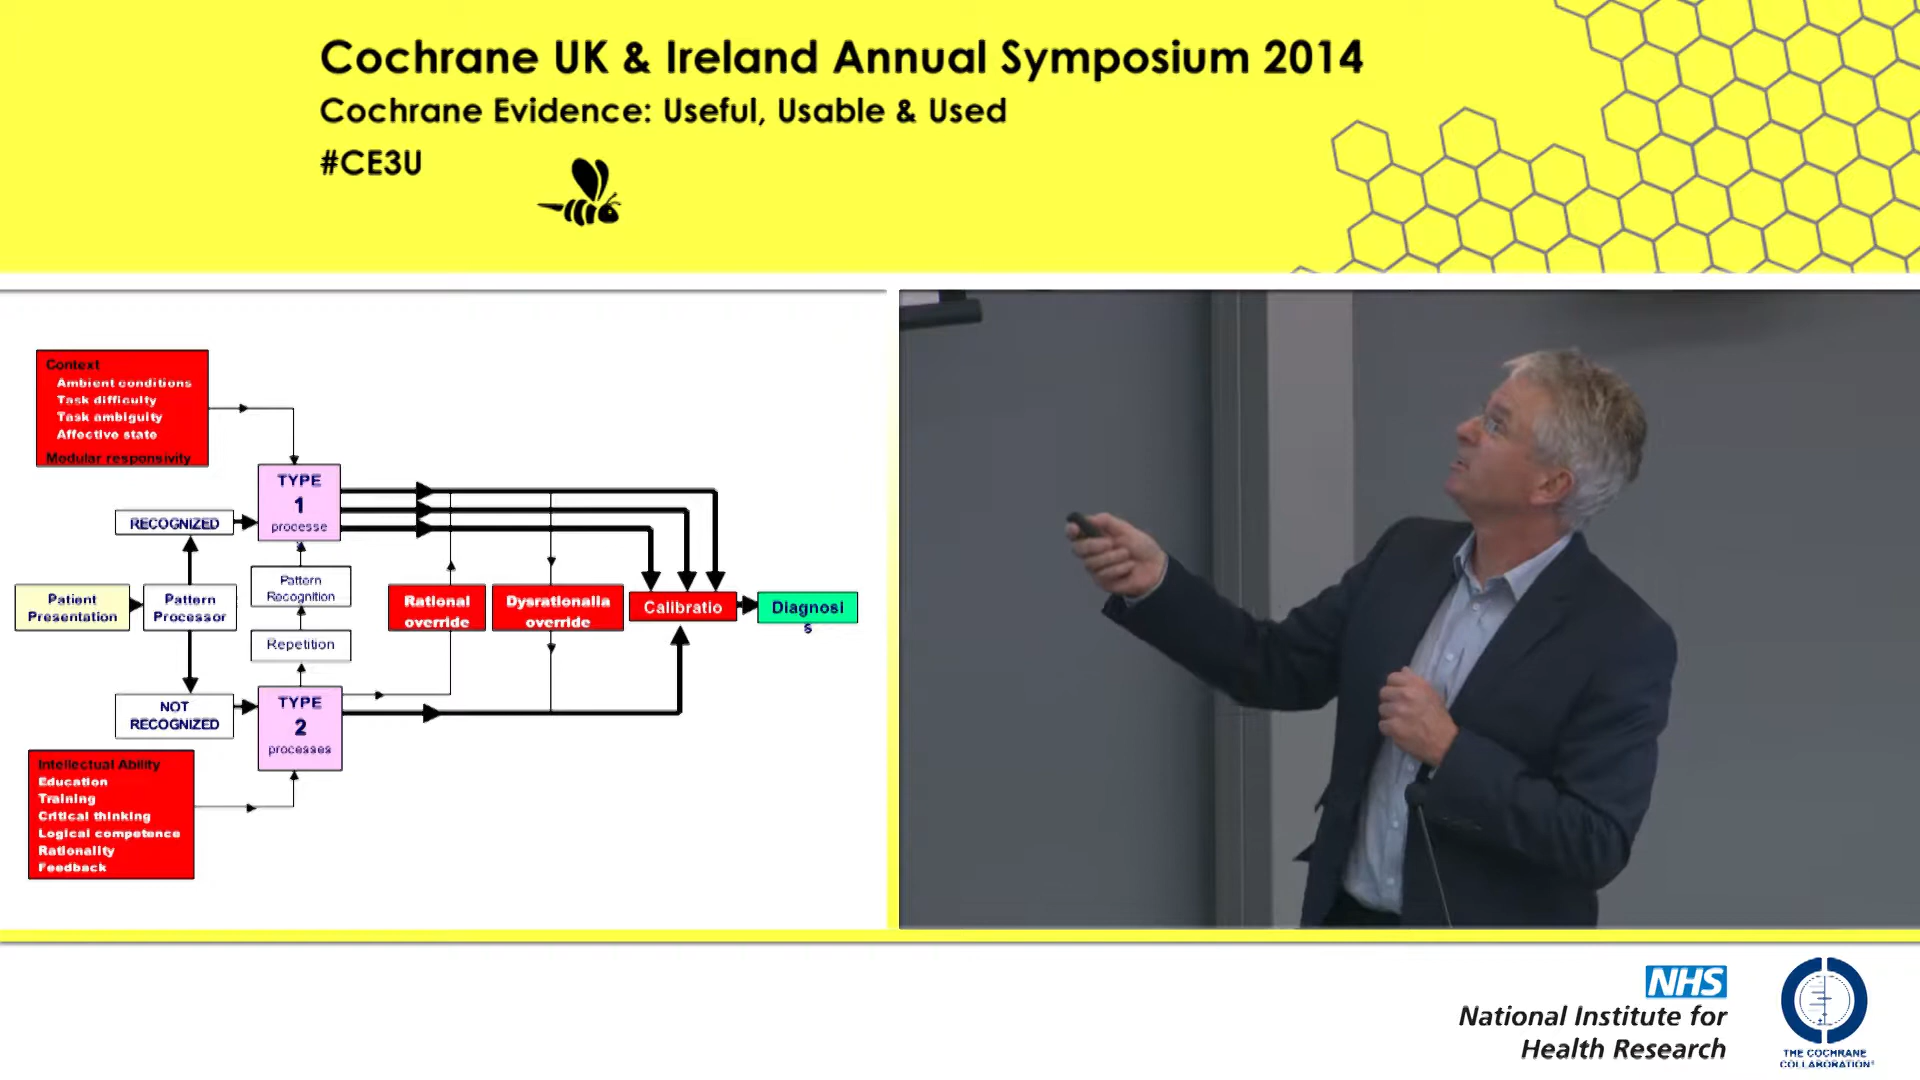 Cochrane UK & Ireland Annual Symposium 2014
Cochrane Evidence: Useful, Usable & Used
#CE3U
Context
Ambient conditions
Task difficulty
Task ambiguity
Affective state
Modular responsivity
TYPE
1
processe
s
RECOGNIZED
Patient
Presentation
Pattern
Processor
Pattern
Recognition
Repetition
Rational
override
Dysrationalia
override
Calibratio
Diagnosi
s
NOT
RECOGNIZED
TYPE
2
processes
Intellectual Ability
Education
Training
Critical thinking
Logical competence
Rationality
Feedback
NHS
National Institute for
Health Research
THE COCHRANE
COLLABORATION®